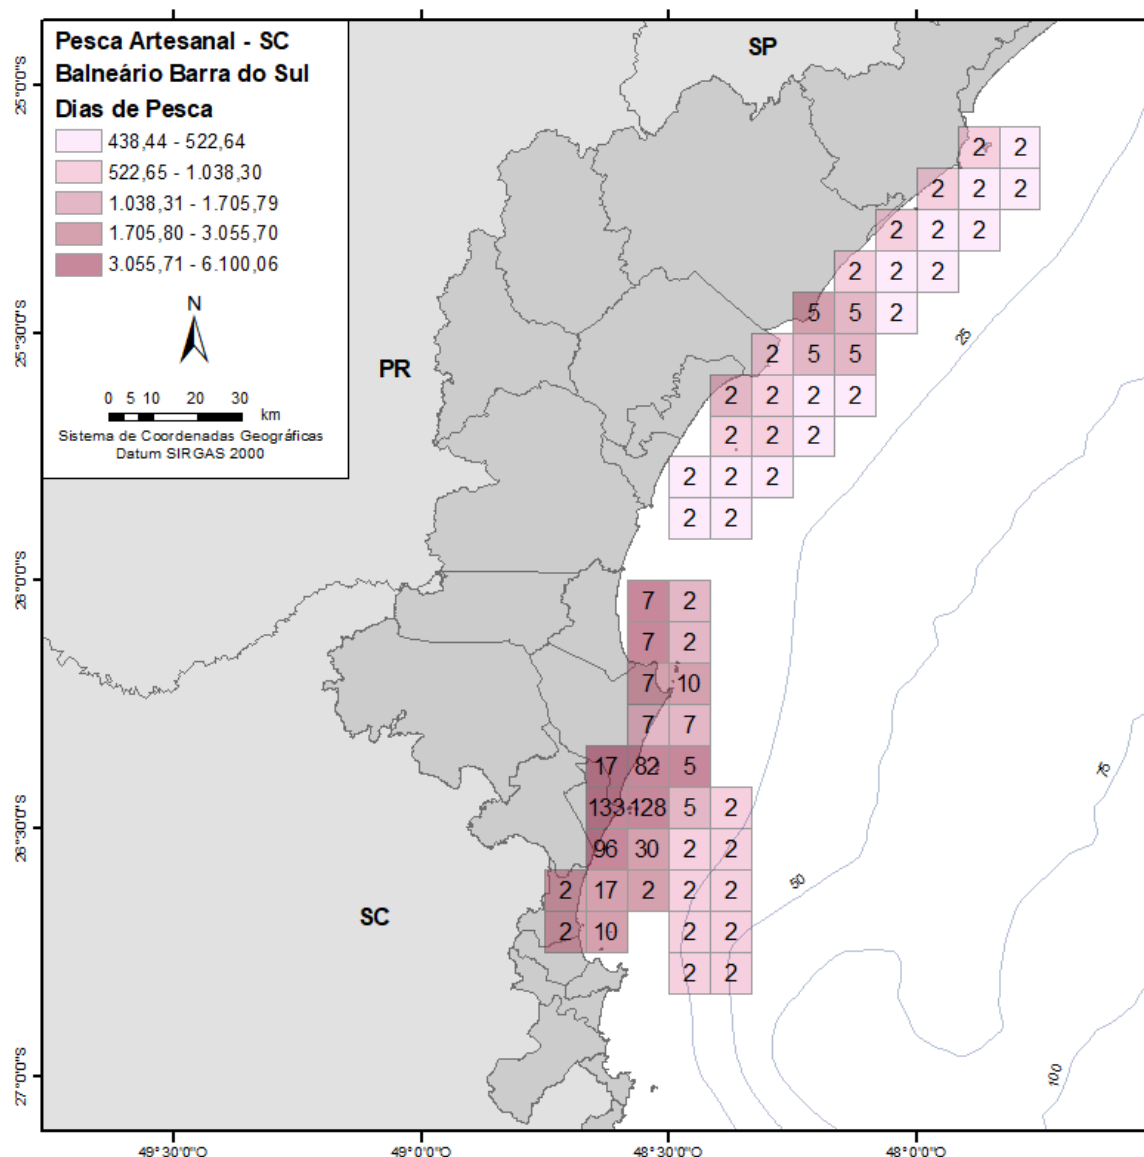 Pesca Artesanal - SC
Balneário Barra do Sul
Dias de Pesca
438,44 - 522,64
522,65 - 1.038,30
1.038,31 - 1.705,79
1.705,80 - 3.055,70
3.055,71 - 6.100,06
N
0 5 10 20 30
km
Sistema de Coordenadas Geográficas
Datum SIRGAS 2000
SP
PR
SC
25°0'0"S
25°30'0"S
26°0'0"S
26°30'0"S
27°0'0"S
2 2
2 2 2
2 2 2
2 2 2
5 5 2
2 5 5
2 2 2 2
2 2 2
2 2 2
2 2
7 2
7 2
7 10
7 7
17 82 5
133 128 5 2
96 30 2 2
2 17 2 2 2
2 10 2 2
2 2
25
50
75
100
49°30'0"O 49°0'0"O 48°30'0"O 48°0'0"O